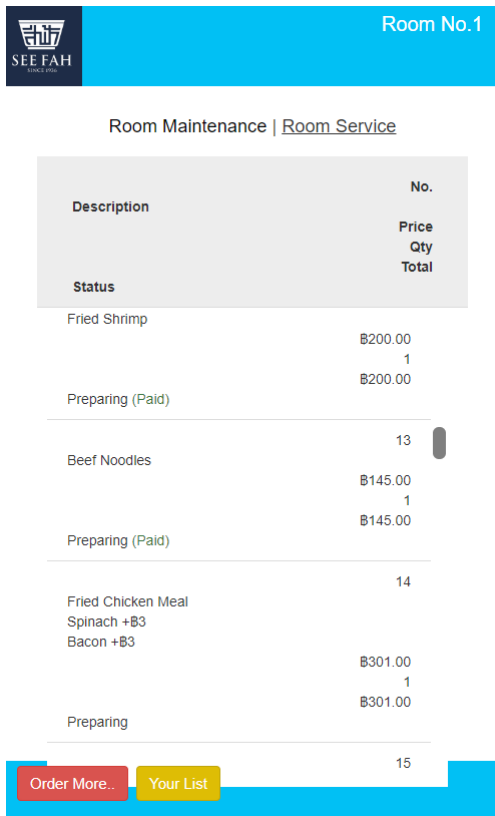 SEE FAH
SINCE 1936
Room No.1
Room Maintenance | Room Service
No.
Description
Price
Qty
Total
Status
Fried Shrimp
฿200.00
1
฿200.00
Preparing (Paid)
13
Beef Noodles
฿145.00
1
฿145.00
Preparing (Paid)
14
Fried Chicken Meal
Spinach +฿3
Bacon +฿3
฿301.00
1
฿301.00
Preparing
15
Order More..
Your List